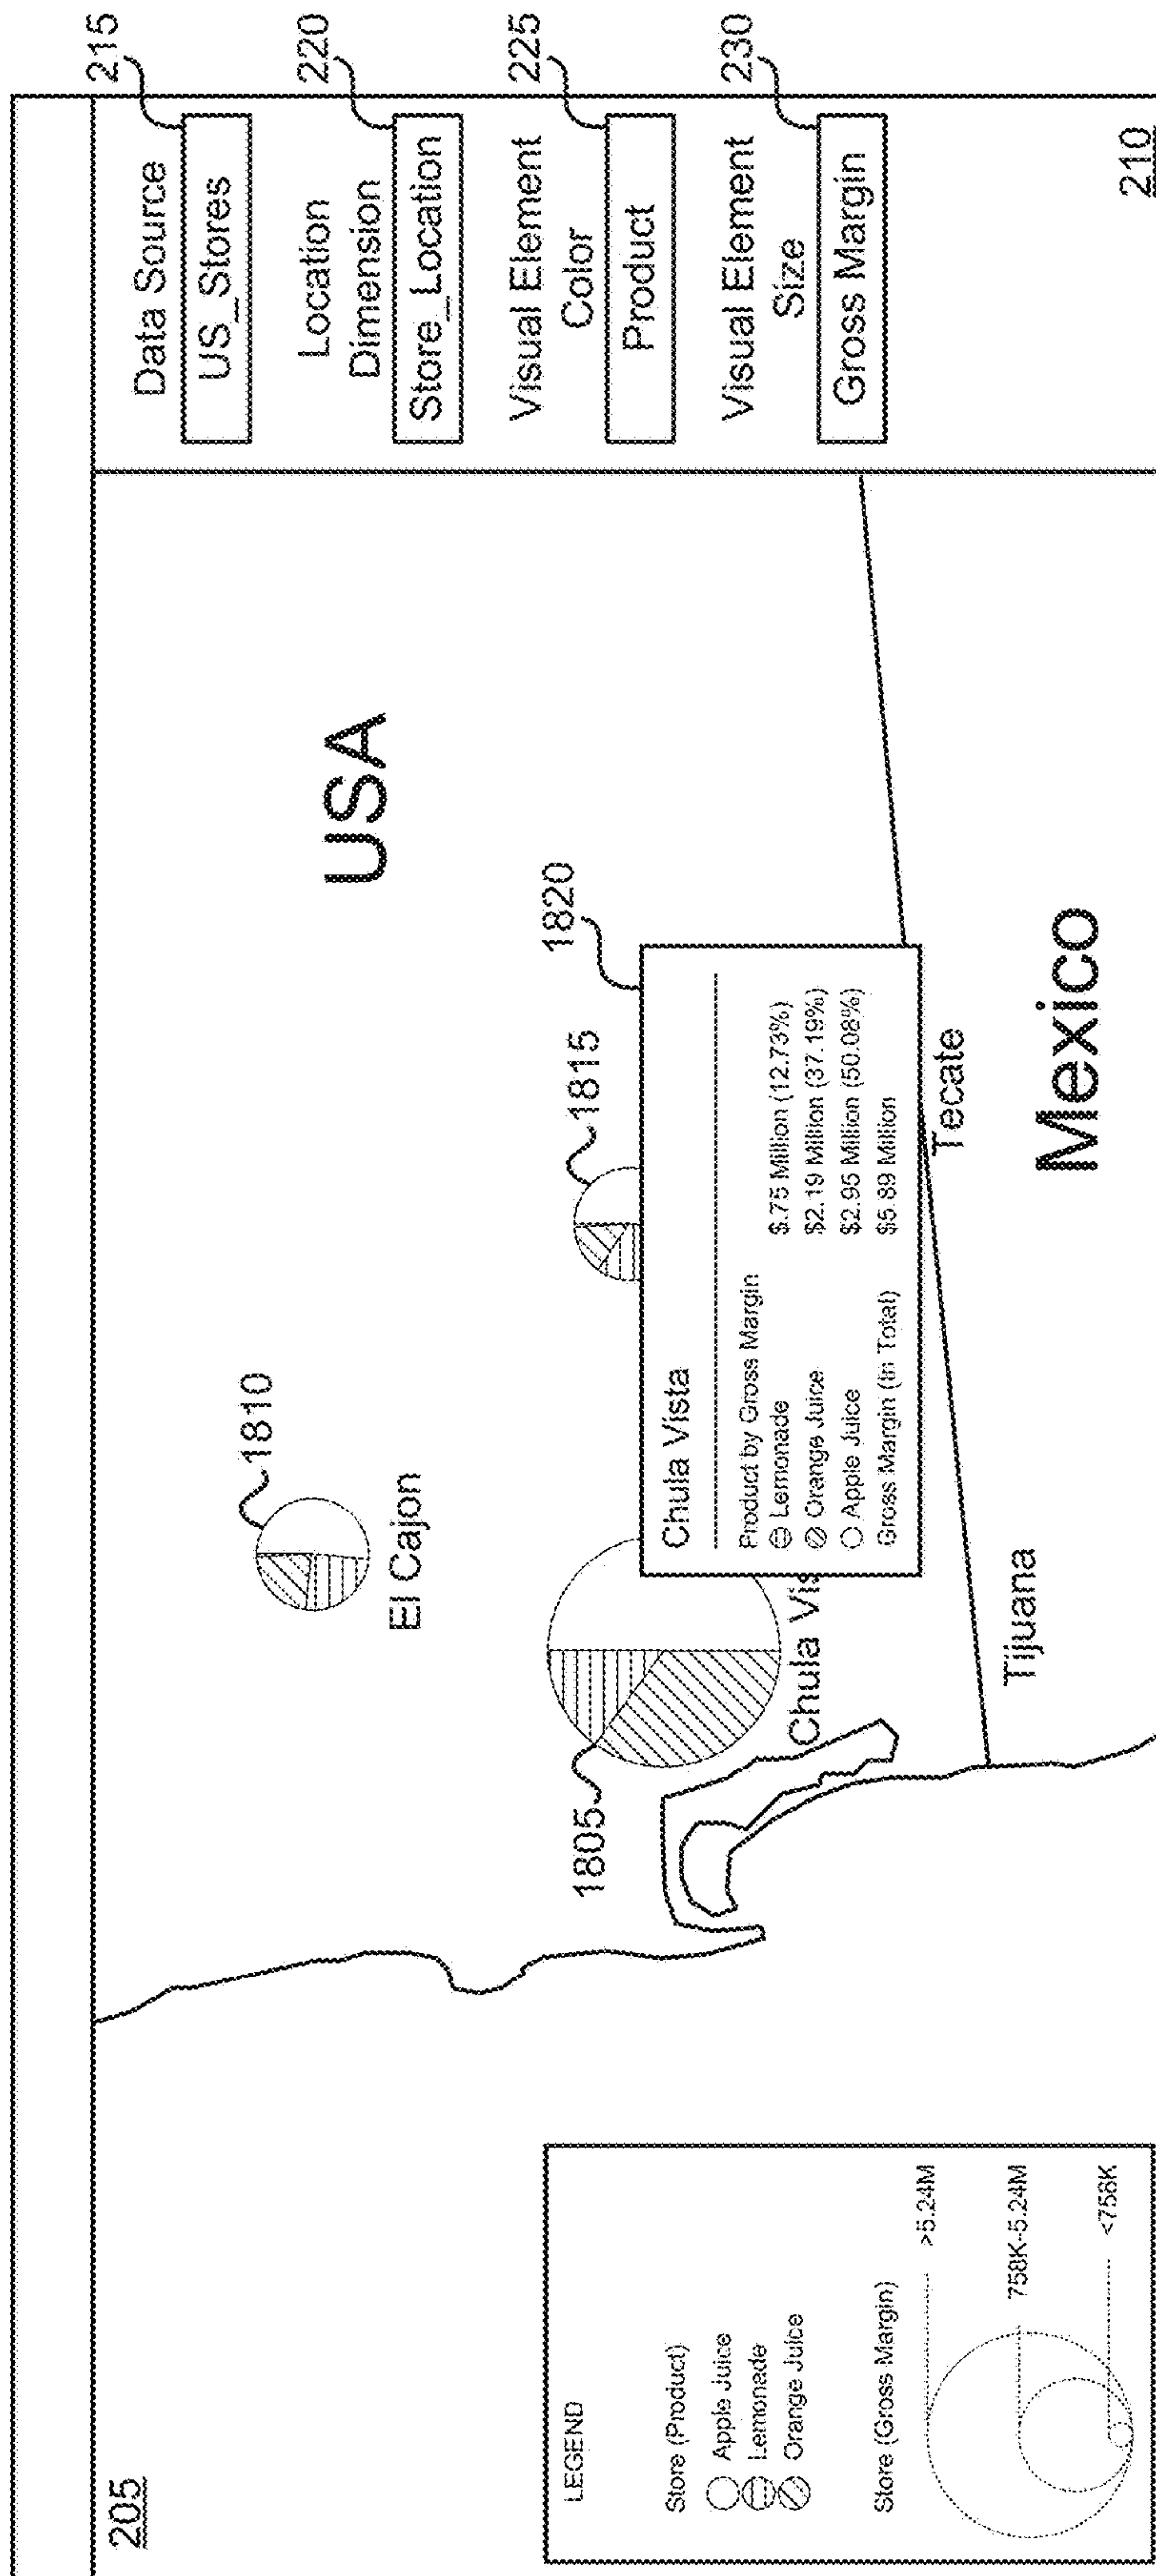 205
USA
Mexico
1810
El Cajon
1815
1820
1805
Chula Vis
Chula Vista
Product by Gross Margin
Lemonade $.75 Million (12.73%)
Orange Juice $2.19 Million (37.19%)
Apple Juice $2.95 Million (50.08%)
Gross Margin (In Total) $5.89 Million
Tecate
Tijuana
LEGEND
Store (Product)
Apple Juice
Lemonade
Orange Juice
Store (Gross Margin)
>5.24M
758K-5.24M
<758K
Data Source
215
US_Stores
Location
220
Dimension
Store_Location
Visual Element
225
Color
Product
Visual Element
230
Size
Gross Margin
210